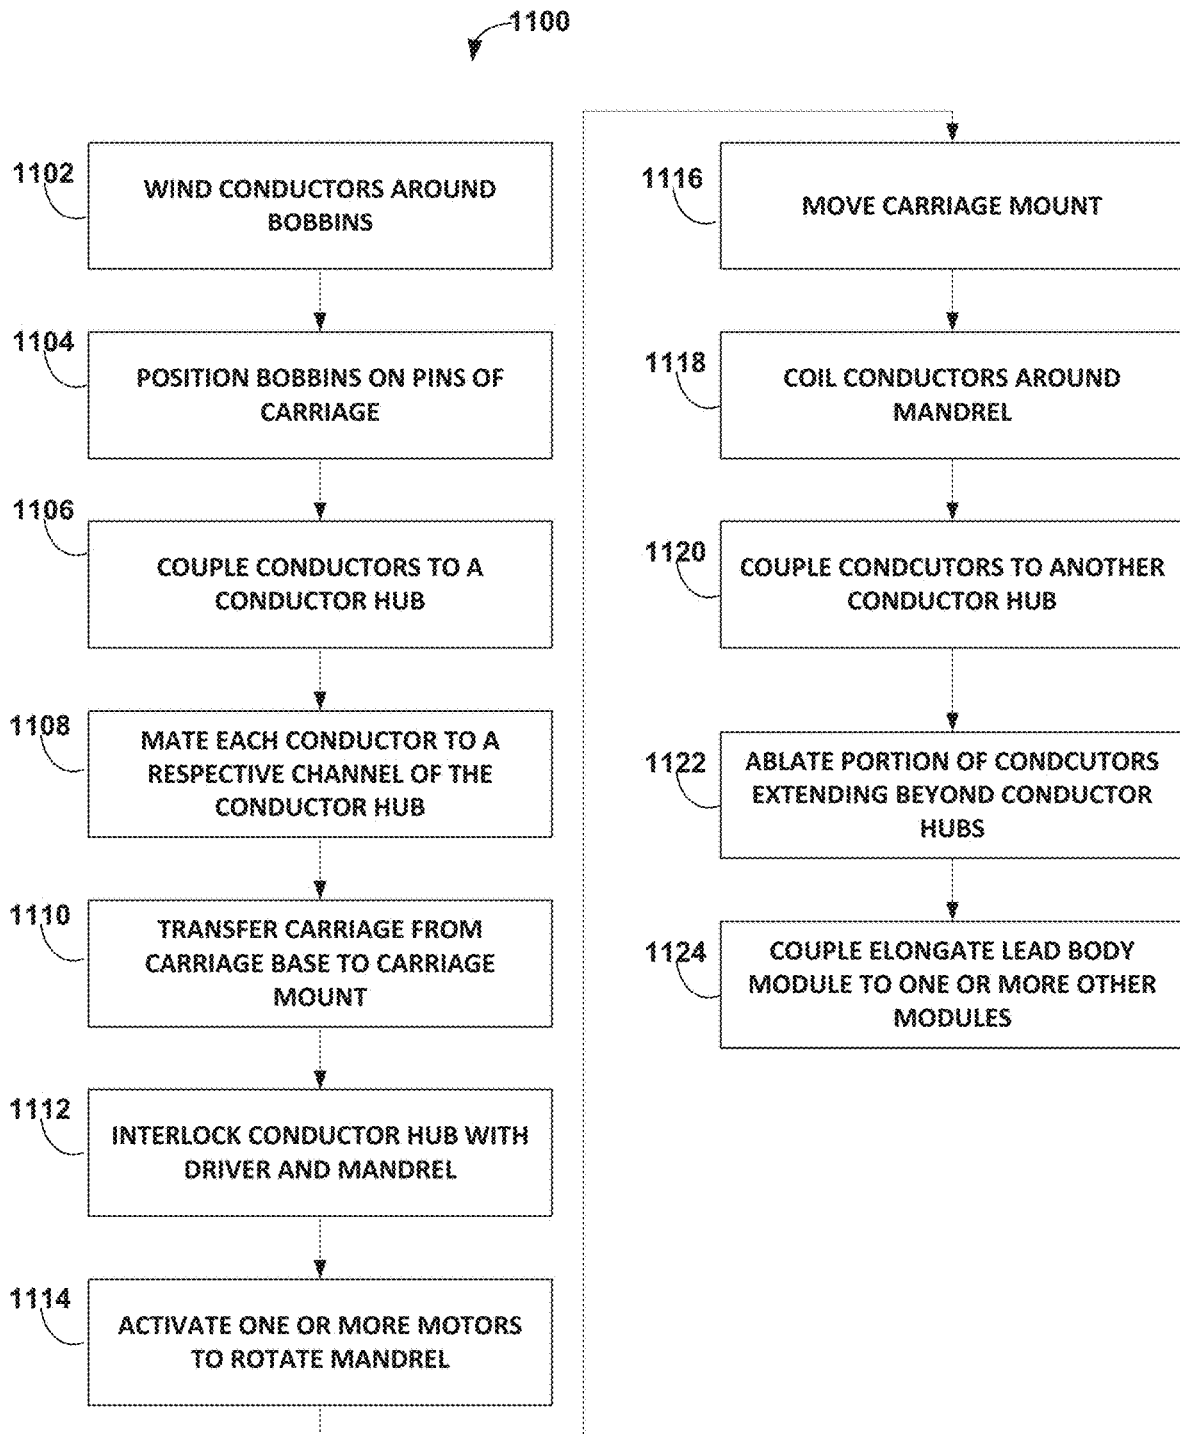 1100
1102
WIND CONDUCTORS AROUND
BOBBINS
1104
POSITION BOBBINS ON PINS OF
CARRIAGE
1106
COUPLE CONDUCTORS TO A
CONDUCTOR HUB
1108
MATE EACH CONDUCTOR TO A
RESPECTIVE CHANNEL OF THE
CONDUCTOR HUB
1110
TRANSFER CARRIAGE FROM
CARRIAGE BASE TO CARRIAGE
MOUNT
1112
INTERLOCK CONDUCTOR HUB WITH
DRIVER AND MANDREL
1114
ACTIVATE ONE OR MORE MOTORS
TO ROTATE MANDREL
1116
MOVE CARRIAGE MOUNT
1118
COIL CONDUCTORS AROUND
MANDREL
1120
COUPLE CONDCUTORS TO ANOTHER
CONDUCTOR HUB
1122
ABLATE PORTION OF CONDCUTORS
EXTENDING BEYOND CONDUCTOR
HUBS
1124
COUPLE ELONGATE LEAD BODY
MODULE TO ONE OR MORE OTHER
MODULES